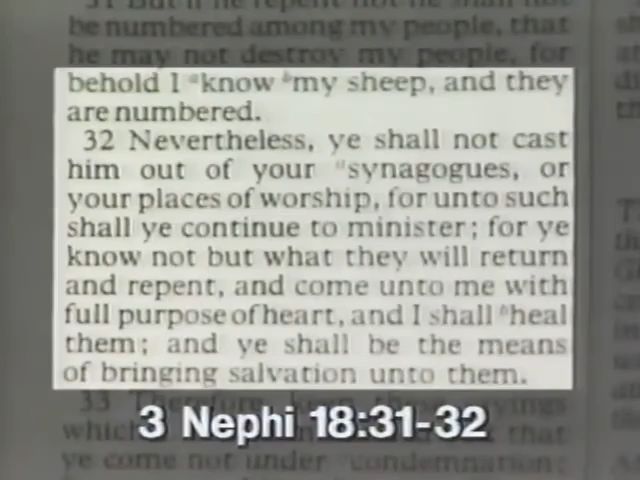 be numbered among my people, that
he may not destroy my people, for
behold I a know b my sheep, and they
are numbered.
32 Nevertheless, ye shall not cast
him out of your a synagogues, or
your places of worship, for unto such
shall ye continue to minister; for ye
know not but what they will return
and repent, and come unto me with
full purpose of heart, and I shall b heal
them; and ye shall be the means
of bringing salvation unto them.
33
which that
ye come not under condemnation;
3 Nephi 18:31-32